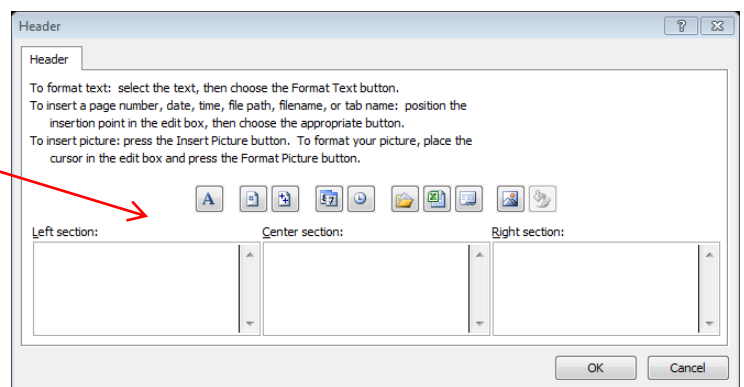 Header
Header
To format text: select the text, then choose the Format Text button.
To insert a page number, date, time, file path, filename, or tab name: position the
insertion point in the edit box, then choose the appropriate button.
To insert picture: press the Insert Picture button. To format your picture, place the
cursor in the edit box and press the Format Picture button.
A
Left section: Center section: Right section:
OK Cancel